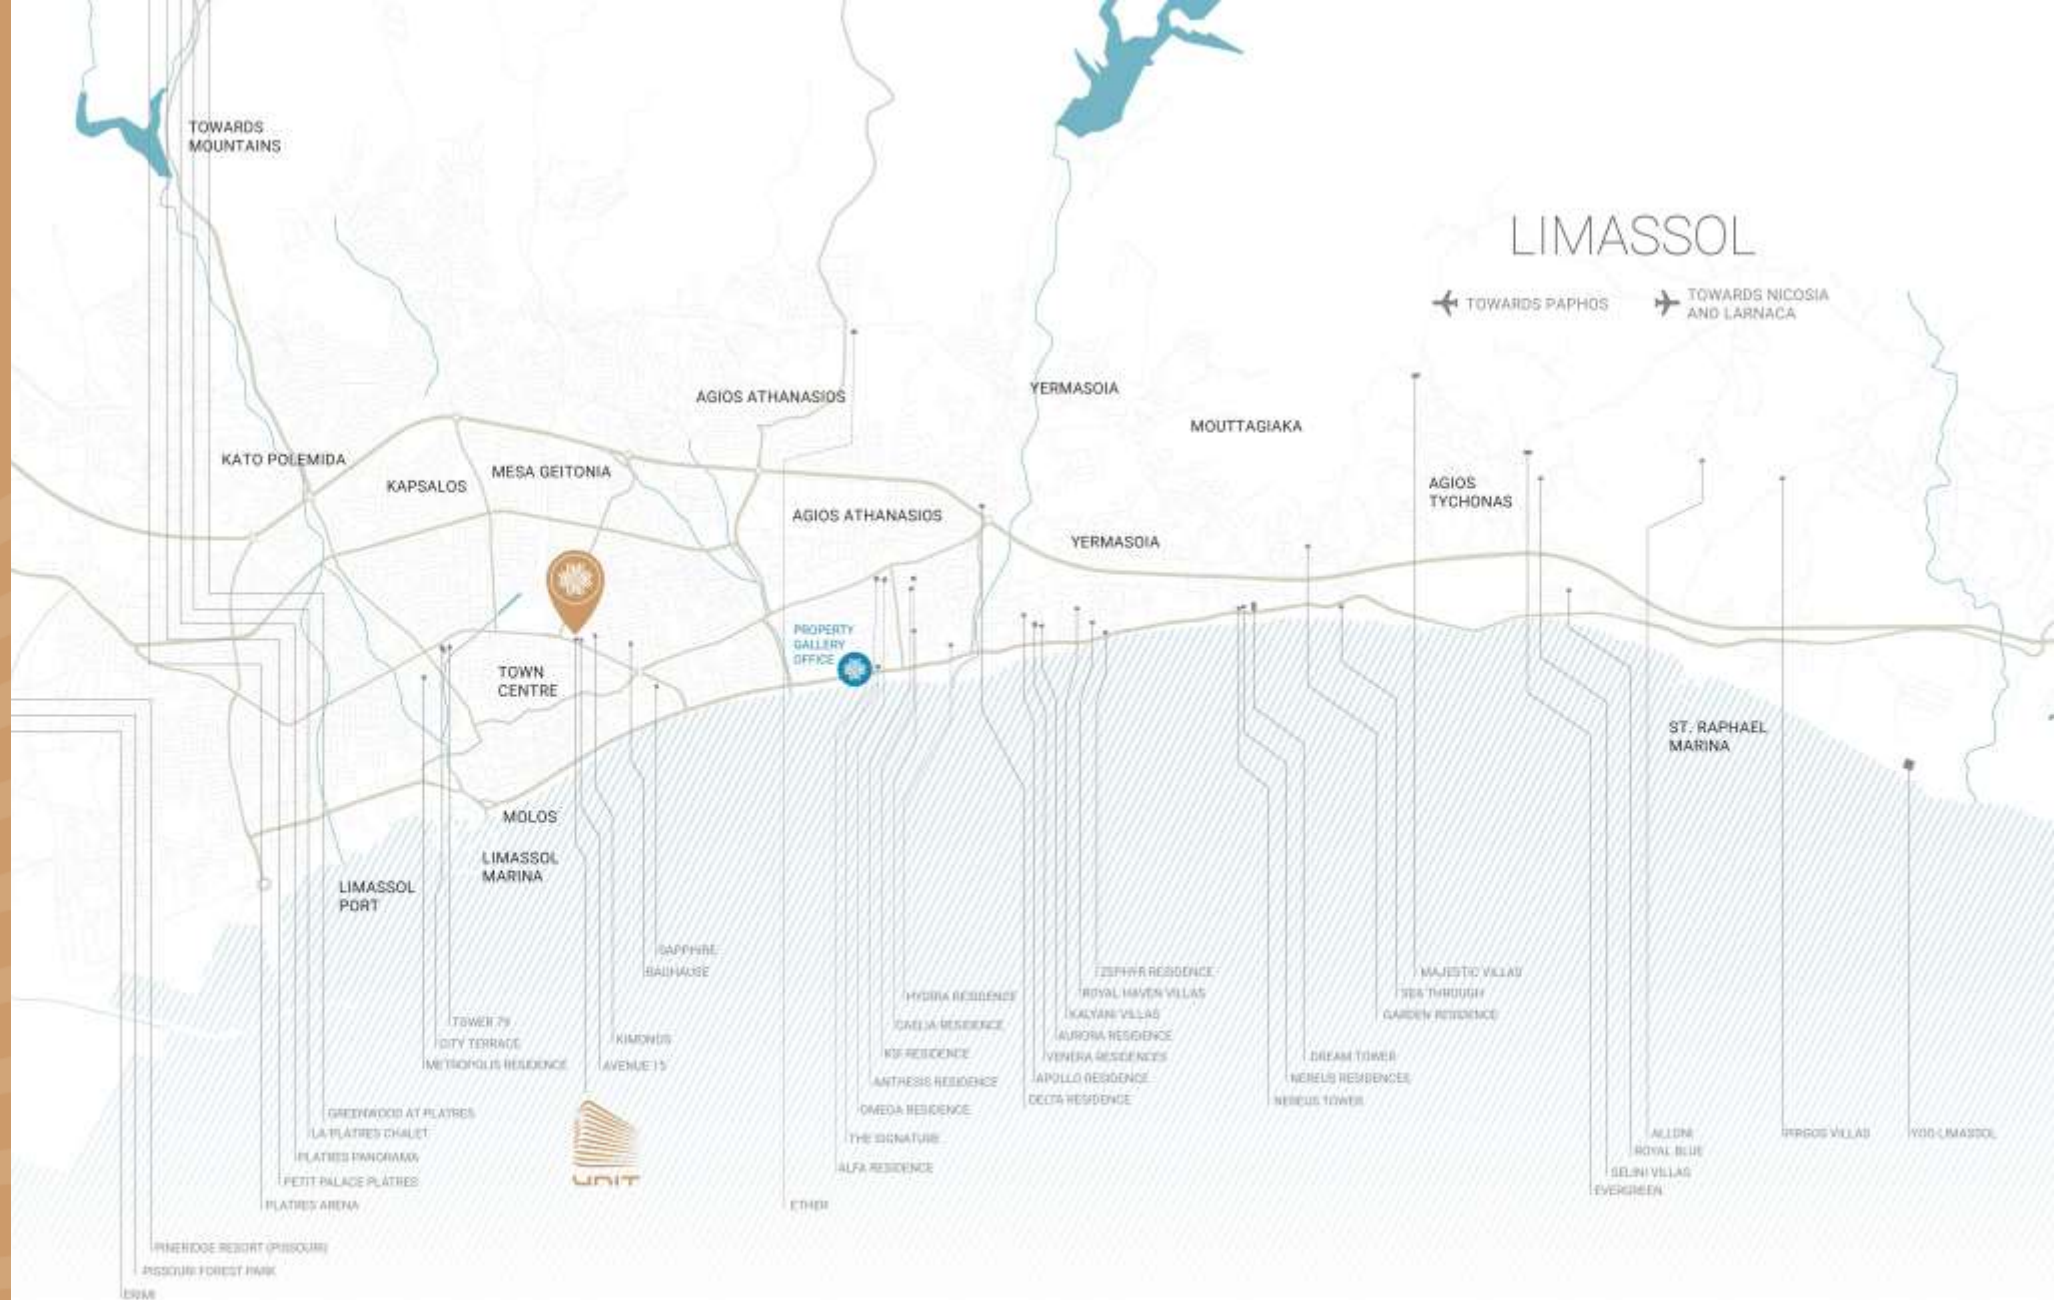 TOWARDS
MOUNTAINS
LIMASSOL
TOWARDS PAPHOS
TOWARDS NICOSIA
AND LARNACA
AGIOS ATHANASIOS
YERMASOIA
MOUTTAGIAKA
KATO POLEMIDA
KAPSALOS
MESA GEITONIA
AGIOS
TYCHONAS
AGIOS ATHANASIOS
YERMASOIA
PROPERTY
GALLERY
OFFICE
TOWN
CENTRE
ST. RAPHAEL
MARINA
MOLOS
LIMASSOL
MARINA
LIMASSOL
PORT
SAPPHIRE
BAUHAUSE
TOWER 79
CITY TERRACE
METROPOLIS RESIDENCE
KIMONOS
AVENUE 15
HYDRIA RESIDENCE
CAELIA RESIDENCE
KSI RESIDENCE
ANTHESIS RESIDENCE
OMEGA RESIDENCE
THE SIGNATURE
ALFA RESIDENCE
ETHER
ZEPHYR RESIDENCE
ROYAL HAVEN VILLAS
KALYANI VILLAS
AURORA RESIDENCE
VENERA RESIDENCES
APOLLO RESIDENCE
DELTA RESIDENCE
DREAM TOWER
NEREUS RESIDENCES
NEREUS TOWER
MAJESTIC VILLAS
SEA THROUGH
GARDEN RESIDENCE
ALLONI
ROYAL BLUE
SELINI VILLAS
EVERGREEN
PIRGOS VILLAS
YOO LIMASSOL
GREENWOOD AT PLATRES
LA PLATRES CHALET
PLATRES PANORAMA
PETIT PALACE PLATRES
PLATRES ARENA
UNIT
PINERIDGE RESORT (PISSOURI)
PISSOURI FOREST PARK
ERIMI